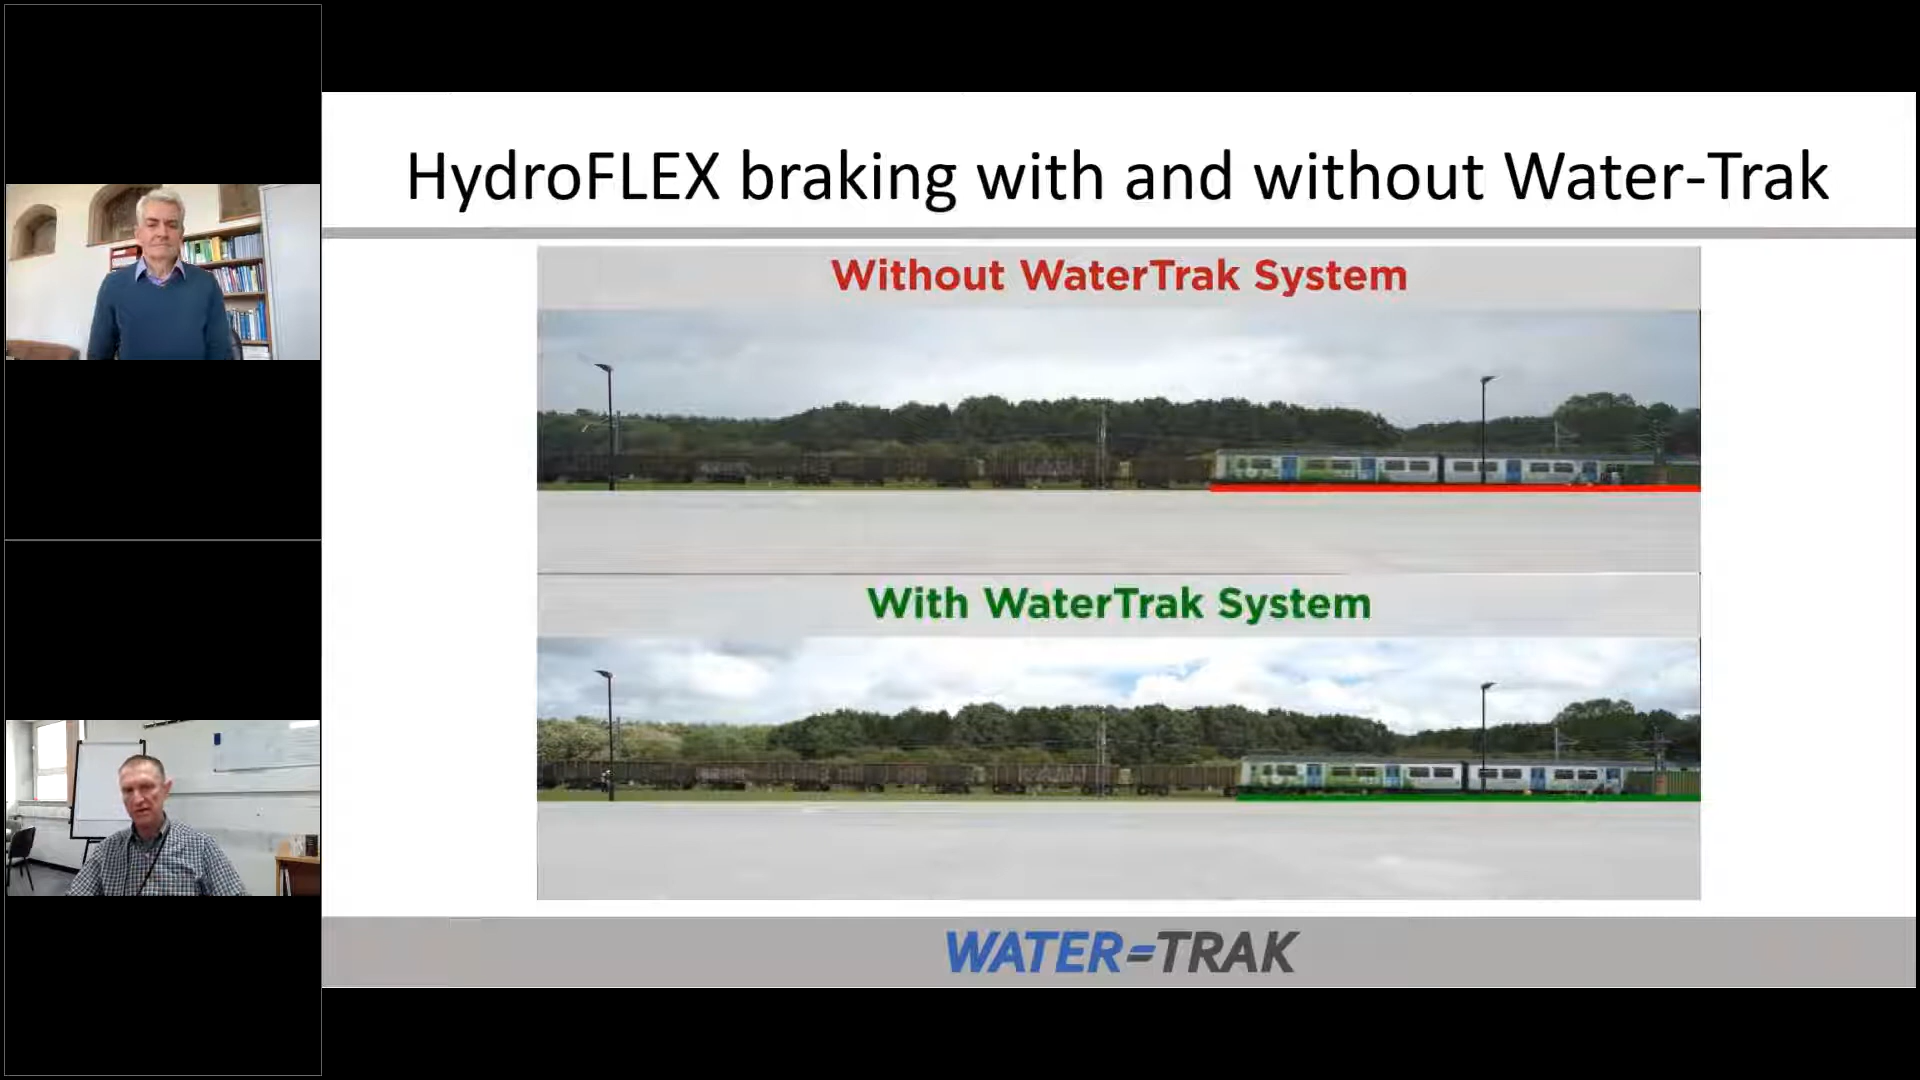 HydroFLEX braking with and without Water-Trak
Without WaterTrak System
With WaterTrak System
WATER=TRAK